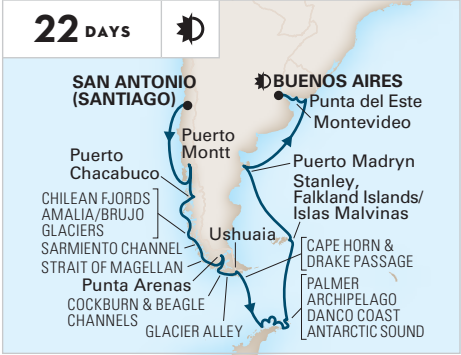 22 DAYS
SAN ANTONIO
(SANTIAGO)
BUENOS AIRES
Punta del Este
Montevideo
Puerto
Montt
Puerto
Chacabuco
Puerto Madryn
Stanley,
Falkland Islands/
Islas Malvinas
CHILEAN FJORDS
AMALIA/BRUJO
GLACIERS
Ushuaia
SARMIENTO CHANNEL
STRAIT OF MAGELLAN
CAPE HORN &
DRAKE PASSAGE
Punta Arenas
COCKBURN & BEAGLE
CHANNELS
GLACIER ALLEY
PALMER
ARCHIPELAGO
DANCO COAST
ANTARCTIC SOUND